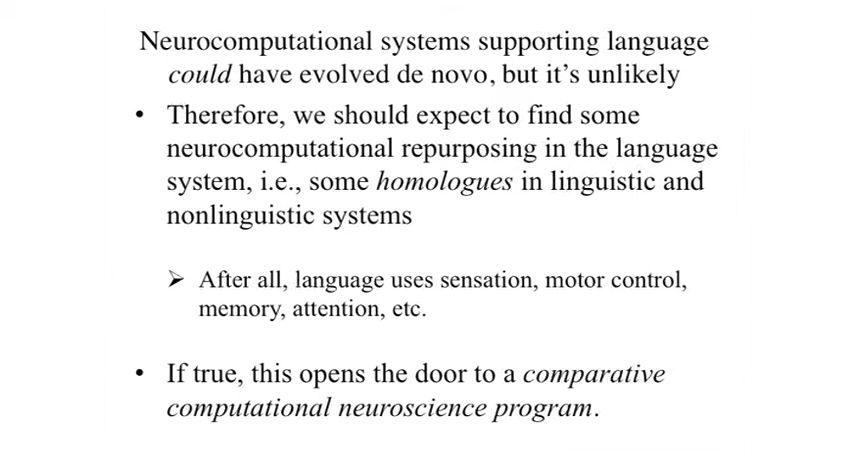 Neurocomputational systems supporting language
could have evolved de novo, but it’s unlikely
• Therefore, we should expect to find some
neurocomputational repurposing in the language
system, i.e., some homologues in linguistic and
nonlinguistic systems
➢ After all, language uses sensation, motor control,
memory, attention, etc.
• If true, this opens the door to a comparative
computational neuroscience program.